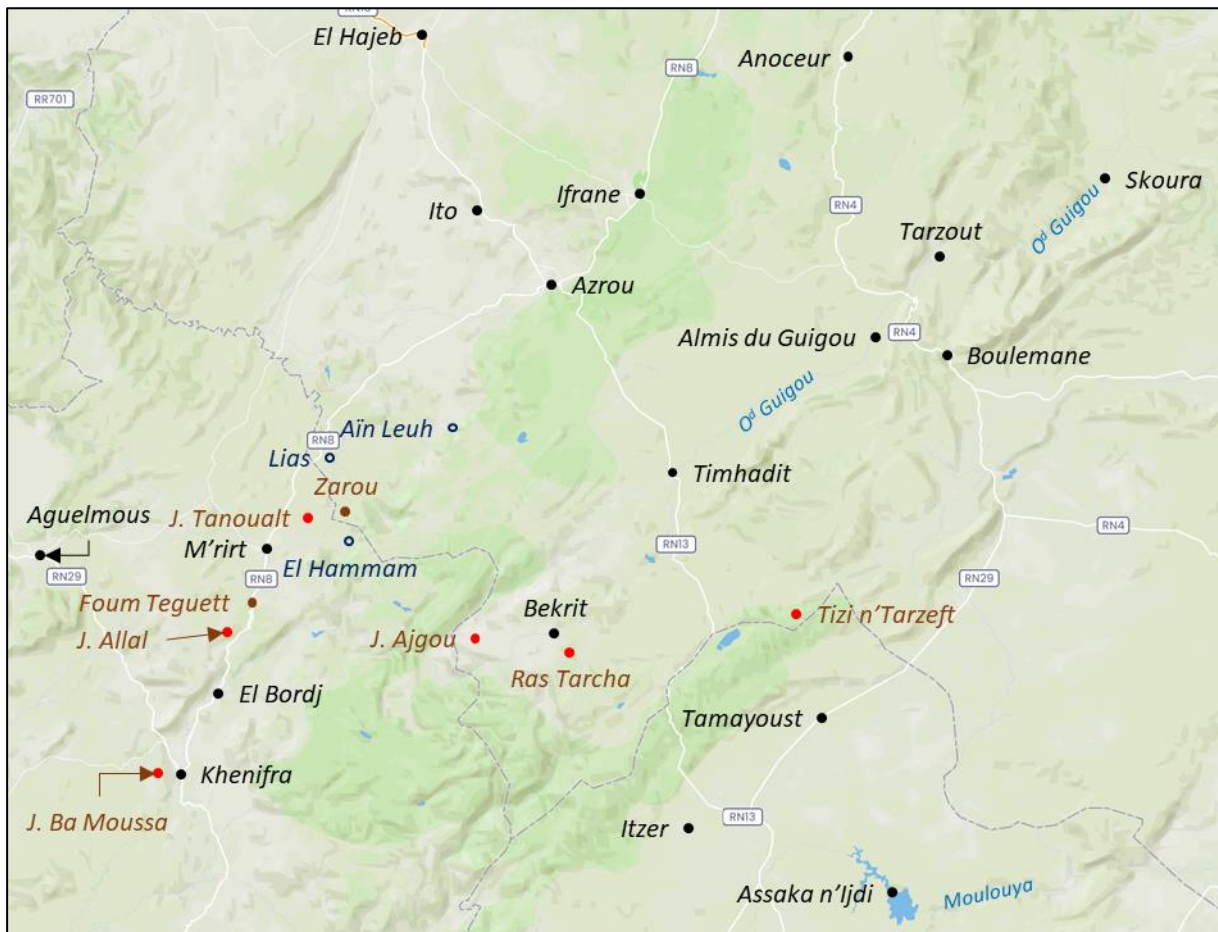 El Hajeb
Anoceur
RN8
RR701
Skoura
Ifrane
Ito
RN4
Oᵈ Guigou
Tarzout
Azrou
Almis du Guigou
RN4
Boulemane
Oᵈ Guigou
Aïn Leuh
RN8
Lias
Timhadit
Zarou
Aguelmous
J. Tanoualt
RN4
M'rirt
RN13
El Hammam
RN29
RN8
RN29
Foum Teguett
Bekrit
Tizi n'Tarzeft
J. Allal
J. Ajgou
Ras Tarcha
El Bordj
Tamayoust
Khenifra
J. Ba Moussa
RN13
Itzer
Assaka n'Ijdi
Moulouya